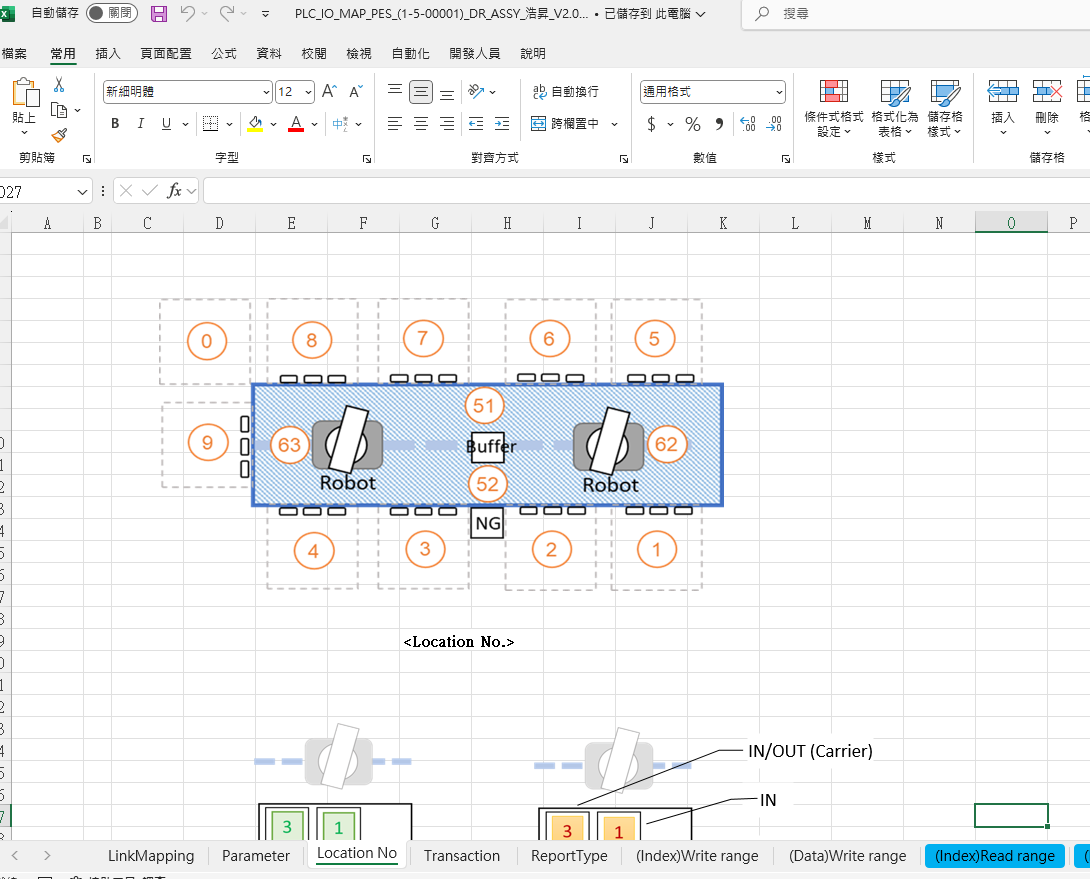 自動儲存 關閉 PLC_IO_MAP_PES_(1-5-00001)_DR_ASSY_浩昇_V2.0... • 已儲存到 此電腦 搜尋
檔案 常用 插入 頁面配置 公式 資料 校閱 檢視 自動化 開發人員 說明
新細明體 12 A A ab 自動換行 通用格式
貼上 B I U A 中 跨欄置中 $ % 條件式格式設定 格式化為表格 儲存格樣式 插入 刪除
剪貼簿 字型 對齊方式 數值 樣式 儲存格
fx
A B C D E F G H I J K L M N O P
0 8 7 6 5
51
9 63 Buffer 62
Robot 52 Robot
NG
4 3 2 1
<Location No.>
IN/OUT (Carrier)
IN
3 1 3 1
LinkMapping Parameter Location No Transaction ReportType (Index)Write range (Data)Write range (Index)Read range